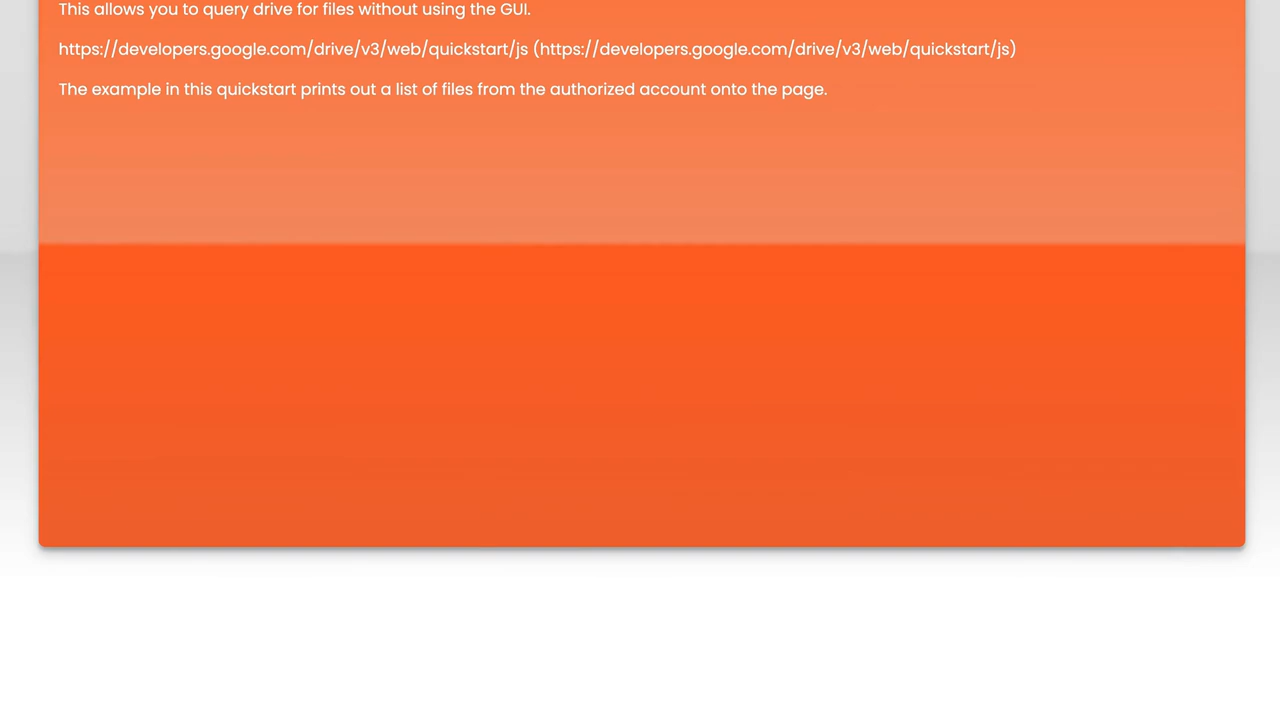 This allows you to query drive for files without using the GUI.
https://developers.google.com/drive/v3/web/quickstart/js (https://developers.google.com/drive/v3/web/quickstart/js)
The example in this quickstart prints out a list of files from the authorized account onto the page.